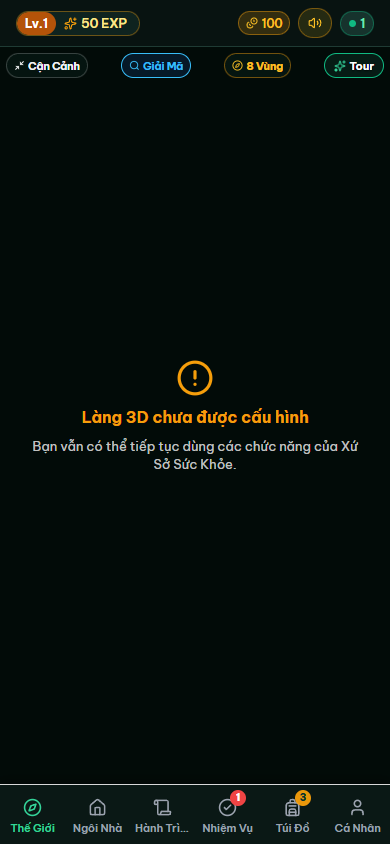 Lv.1 50 EXP 100 1
Cận Cảnh Giải Mã 8 Vùng Tour
Làng 3D chưa được cấu hình
Bạn vẫn có thể tiếp tục dùng các chức năng của Xứ
Sở Sức Khỏe.
1 3
Thế Giới Ngôi Nhà Hành Trì... Nhiệm Vụ Túi Đồ Cá Nhân